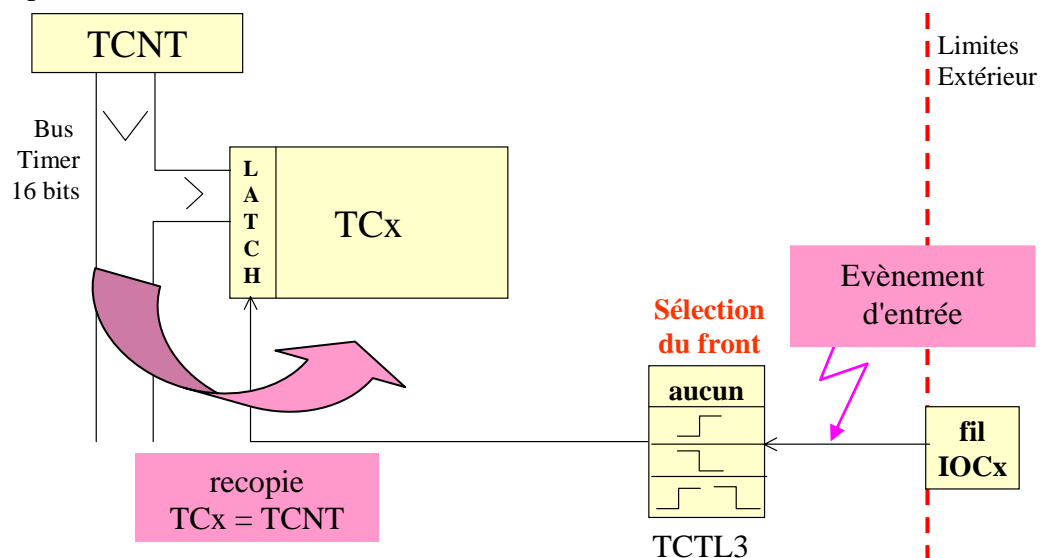 TCNT
Limites
Extérieur
Bus
Timer
16 bits
L
A
T
C
H
TCx
Evènement
d'entrée
Sélection
du front
aucun
fil
IOCx
recopie
TCx = TCNT
TCTL3